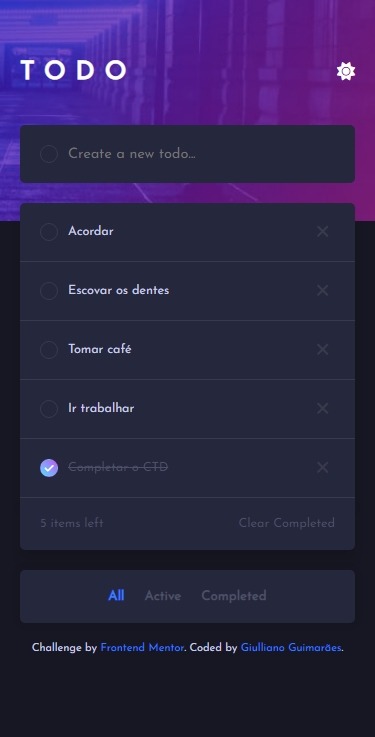 TODO
Create a new todo...
Acordar
Escovar os dentes
Tomar café
Ir trabalhar
Completar o CTD
5 items left Clear Completed
All Active Completed
Challenge by Frontend Mentor. Coded by Giulliano Guimarães.